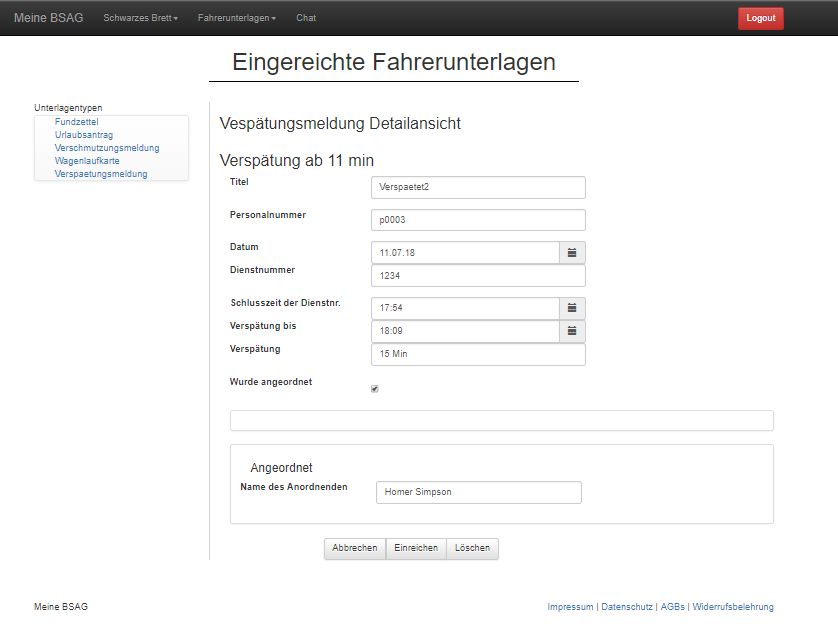 Meine BSAG Schwarzes Brett Fahrerunterlagen Chat Logout
Eingereichte Fahrerunterlagen
Unterlagentypen
Fundzettel
Urlaubsantrag
Verschmutzungsmeldung
Wagenlaufkarte
Verspaetungsmeldung
Vespätungsmeldung Detailansicht
Verspätung ab 11 min
Titel Verspaetet2
Personalnummer p0003
Datum 11.07.18
Dienstnummer 1234
Schlusszeit der Dienstnr. 17:54
Verspätung bis 18:09
Verspätung 15 Min
Wurde angeordnet
Angeordnet
Name des Anordnenden Homer Simpson
Abbrechen Einreichen Löschen
Meine BSAG Impressum | Datenschutz | AGBs | Widerrufsbelehrung